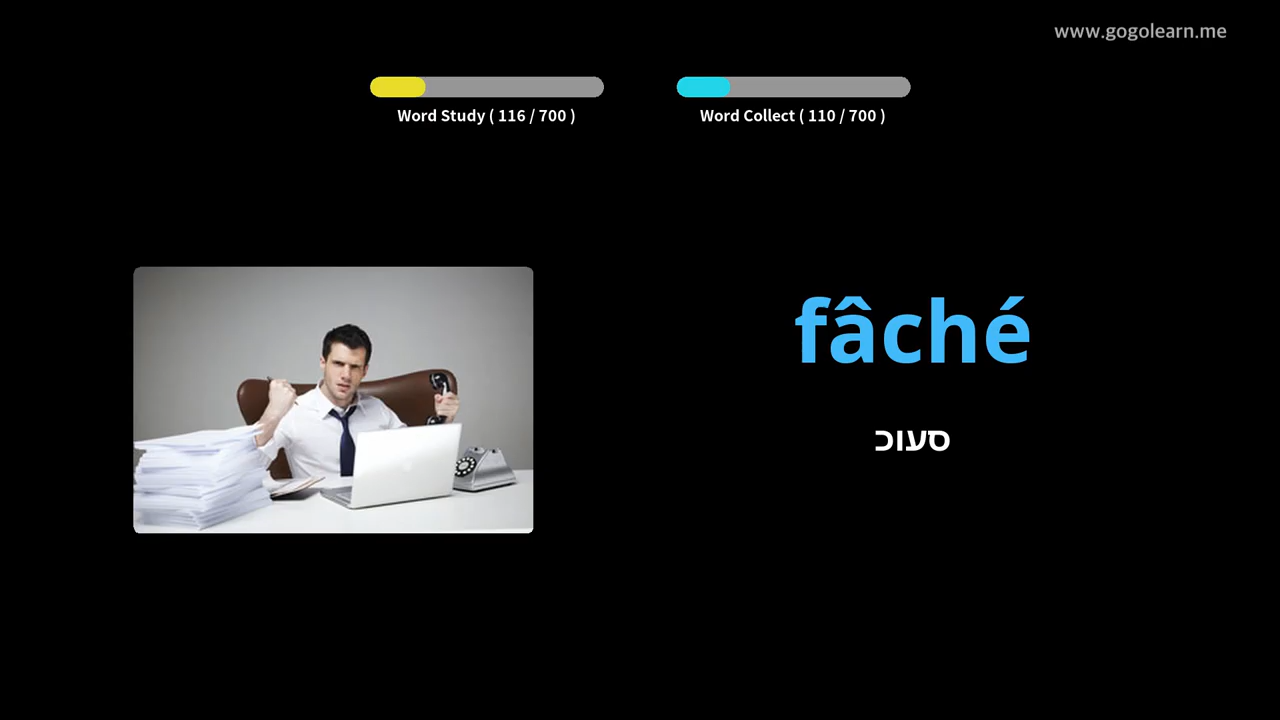 www.gogolearn.me
Word Study ( 116 / 700 )
Word Collect ( 110 / 700 )
fâché
סעוכ